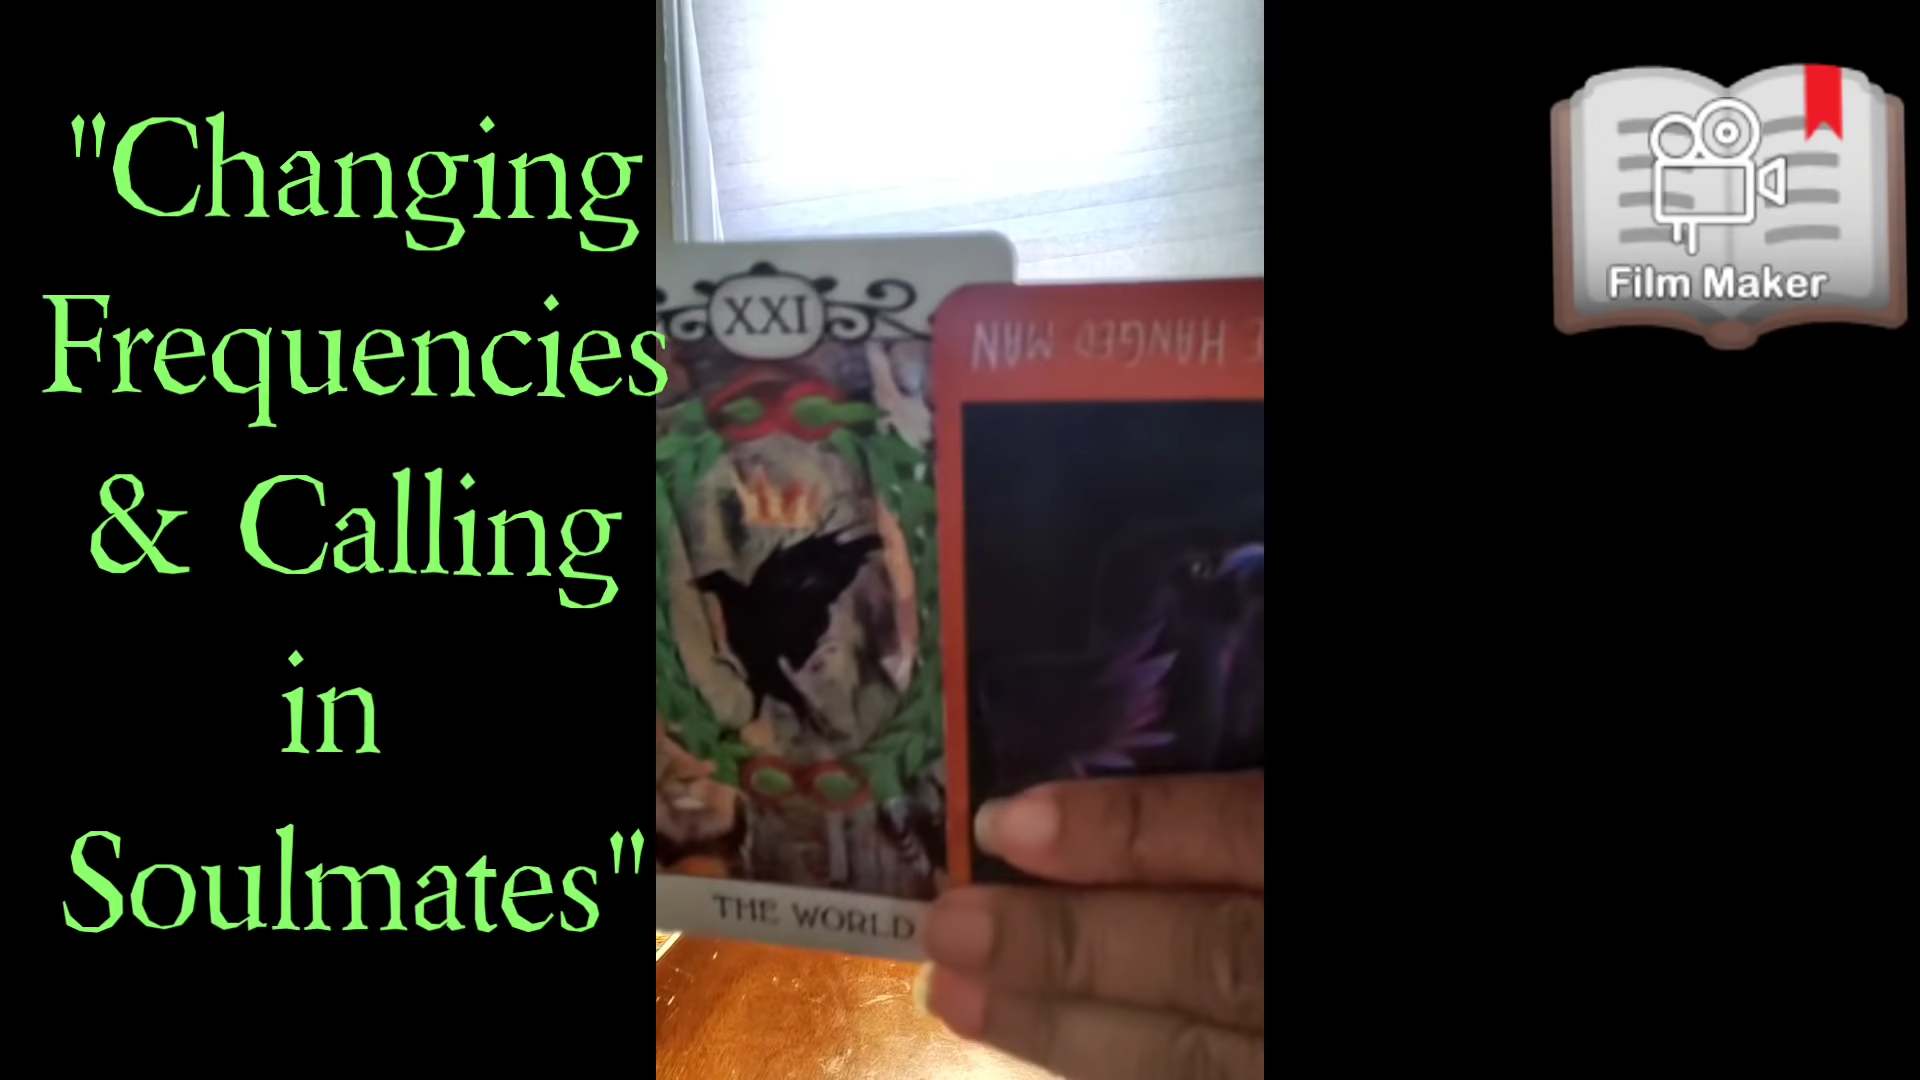 "Changing
Frequencies
& Calling
in
Soulmates"
XXI
THE WORLD
E HANGED MAN
Film Maker